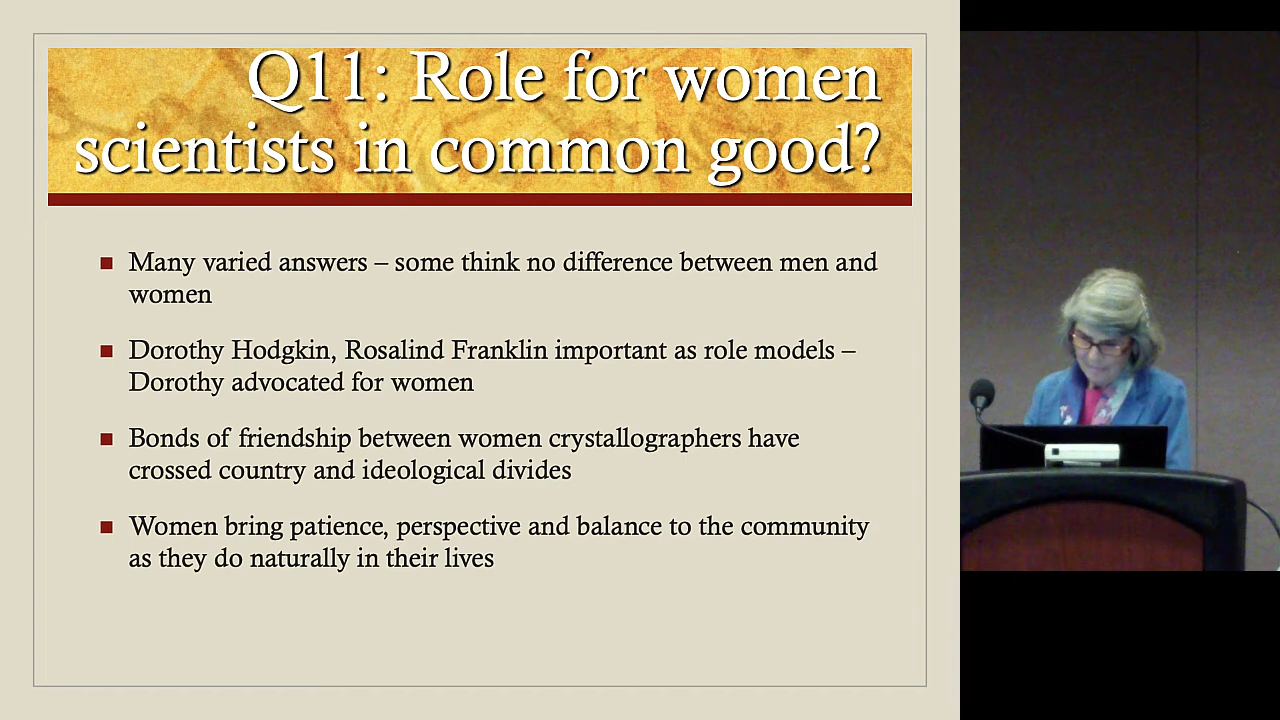 Q11: Role for women
scientists in common good?
Many varied answers – some think no difference between men and
women
Dorothy Hodgkin, Rosalind Franklin important as role models –
Dorothy advocated for women
Bonds of friendship between women crystallographers have
crossed country and ideological divides
Women bring patience, perspective and balance to the community
as they do naturally in their lives